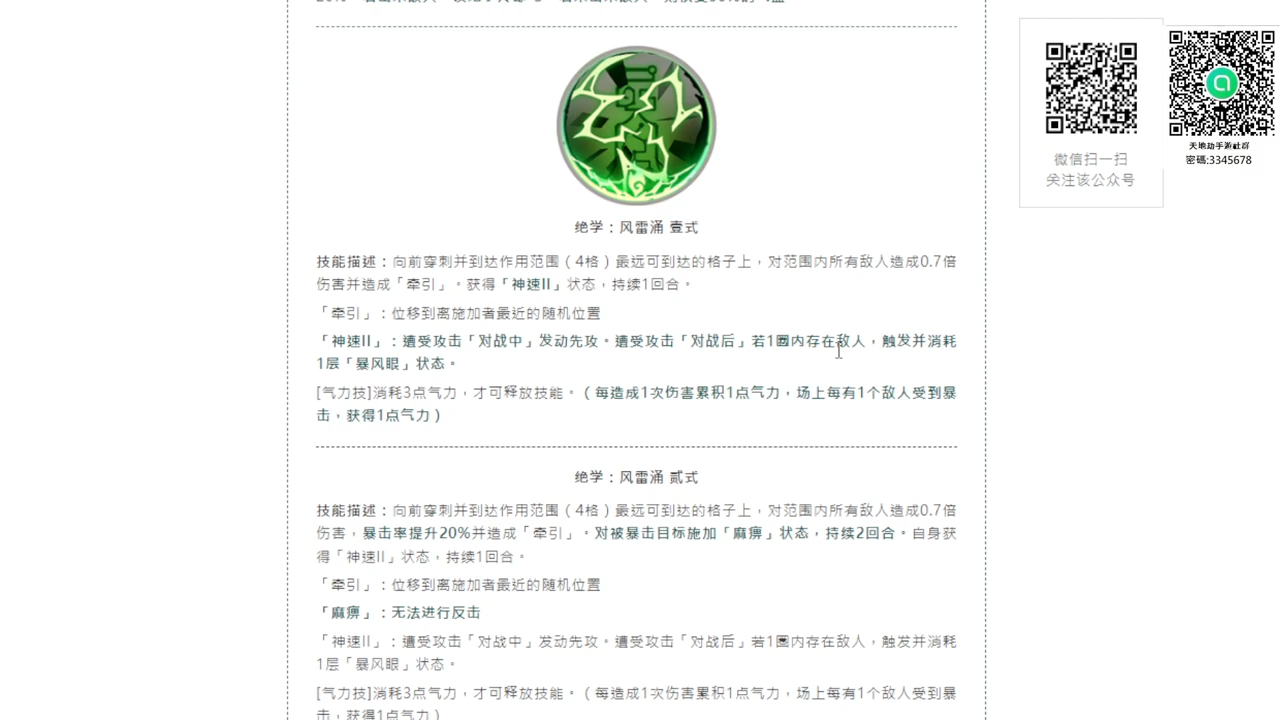 绝学：风雷涌 壹式
技能描述：向前穿刺并到达作用范围（4格）最远可到达的格子上，对范围内所有敌人造成0.7倍
伤害并造成「牵引」。获得「神速II」状态，持续1回合。
「牵引」：位移到离施加者最近的随机位置
「神速II」：遭受攻击「对战中」发动先攻。遭受攻击「对战后」若1圈内存在敌人，触发并消耗
1层「暴风眼」状态。
[气力技]消耗3点气力，才可释放技能。（每造成1次伤害累积1点气力，场上每有1个敌人受到暴
击，获得1点气力）
绝学：风雷涌 贰式
技能描述：向前穿刺并到达作用范围（4格）最远可到达的格子上，对范围内所有敌人造成0.7倍
伤害，暴击率提升20%并造成「牵引」。对被暴击目标施加「麻痹」状态，持续2回合。自身获
得「神速II」状态，持续1回合。
「牵引」：位移到离施加者最近的随机位置
「麻痹」：无法进行反击
「神速II」：遭受攻击「对战中」发动先攻。遭受攻击「对战后」若1圈内存在敌人，触发并消耗
1层「暴风眼」状态。
[气力技]消耗3点气力，才可释放技能。（每造成1次伤害累积1点气力，场上每有1个敌人受到暴
击，获得1点气力）
微信扫一扫
关注该公众号
天地劫手游社群
密碼:3345678